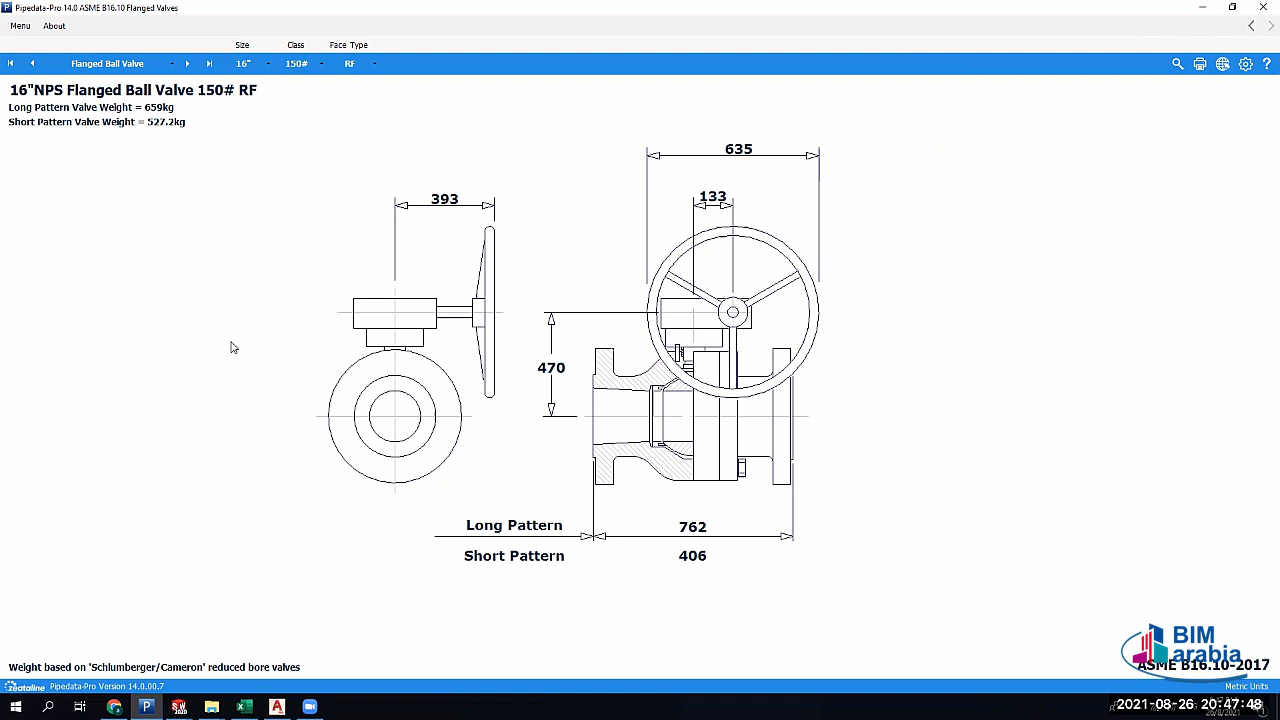 Pipedata-Pro 14.0 ASME B16.10 Flanged Valves
Menu About
Size Class Face Type
Flanged Ball Valve 16" 150# RF
16"NPS Flanged Ball Valve 150# RF
Long Pattern Valve Weight = 659kg
Short Pattern Valve Weight = 527.2kg
635
393
133
470
Long Pattern 762
Short Pattern 406
BIM
arabia
Weight based on 'Schlumberger/Cameron' reduced bore valves
ASME B16.10-2017
zeataline Pipedata-Pro Version 14.0.00.7
Metric Units
2021-08-26 20:47:48